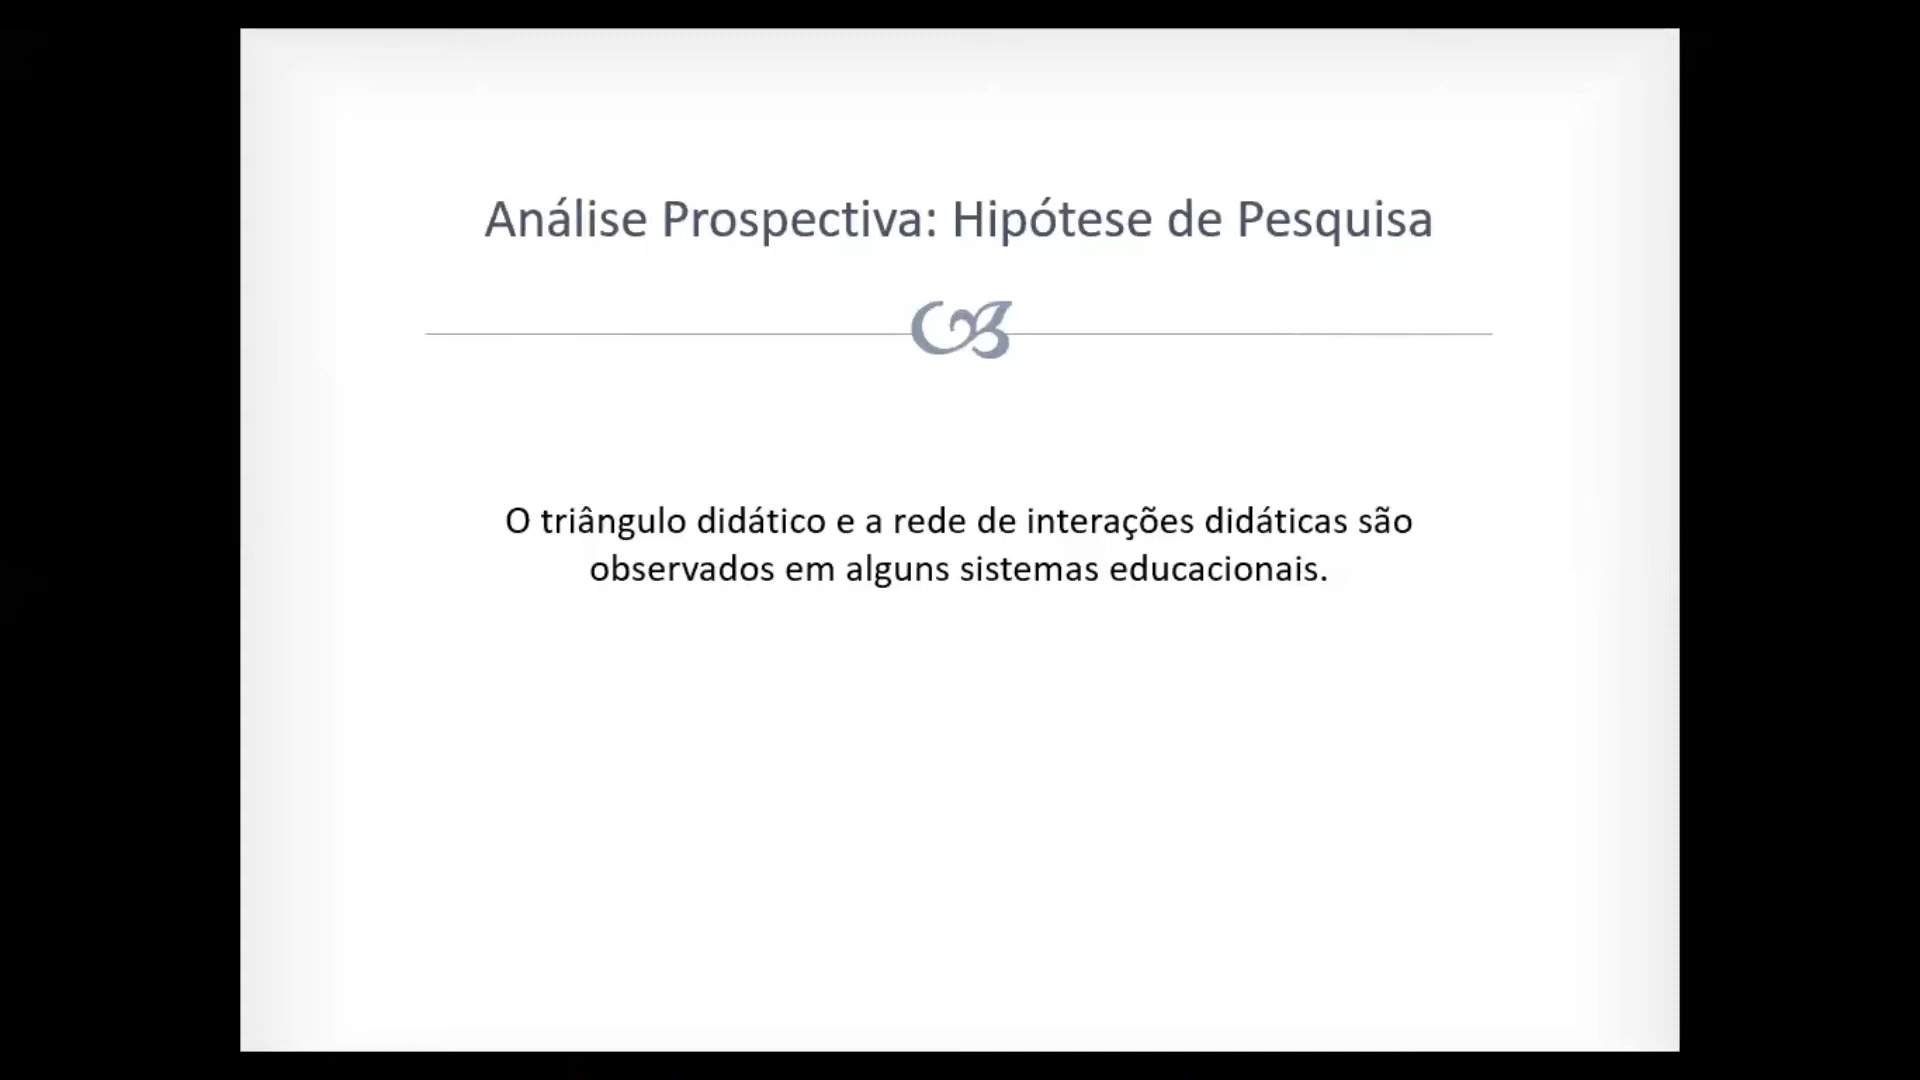 Análise Prospectiva: Hipótese de Pesquisa
O triângulo didático e a rede de interações didáticas são
observados em alguns sistemas educacionais.